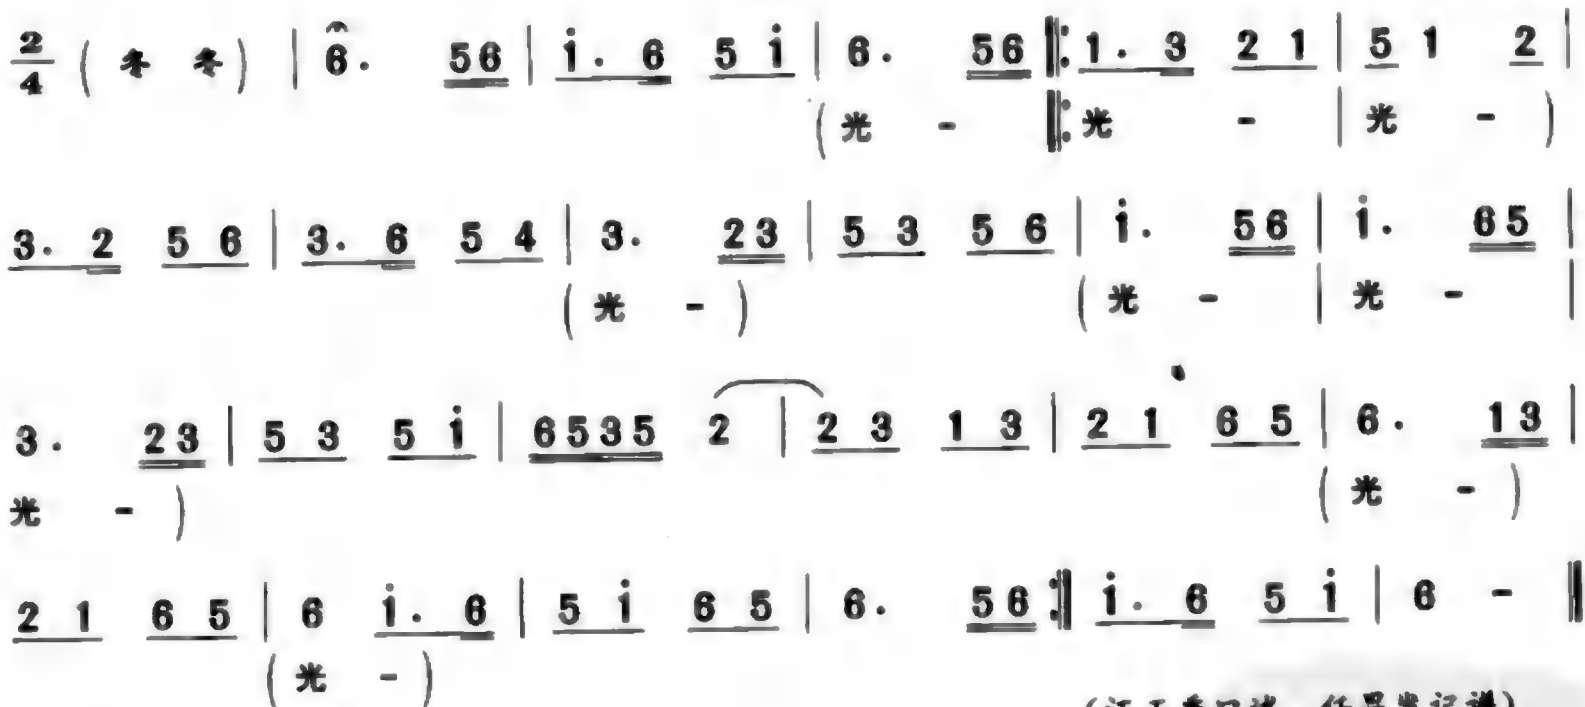 2/4 ( 冬 冬 ) | 6. 56 | i. 6 5 i | 6. 56 ‖: 1. 3 2 1 | 5 1 2 |
( 光 - ‖: 光 - | 光 - )
3. 2 5 6 | 3. 6 5 4 | 3. 23 | 5 3 5 6 | i. 56 | i. 65 |
( 光 - ) ( 光 - | 光 - |
3. 23 | 5 3 5 i | 6535 2 | 2 3 1 3 | 2 1 6 5 | 6. 13 |
光 - ) ( 光 - )
2 1 6 5 | 6 i. 6 | 5 i 6 5 | 6. 56 :‖ i. 6 5 i | 6 - ‖
( 光 - )